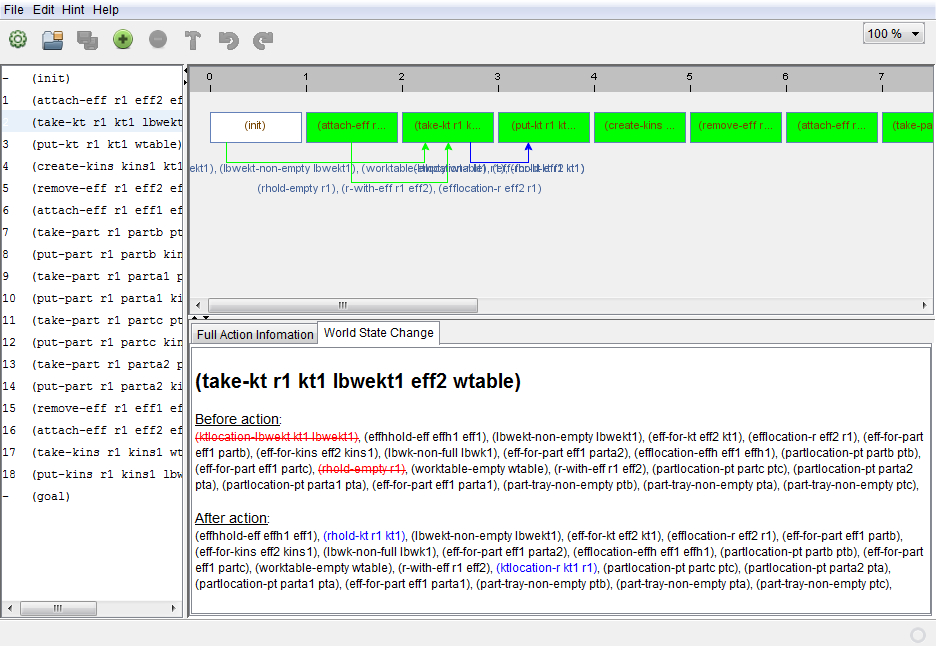 File Edit Hint Help
100 %
- (init)
1 (attach-eff r1 eff2 ef
2 (take-kt r1 kt1 lbwekt
3 (put-kt r1 kt1 wtable)
4 (create-kins kins1 kt1
5 (remove-eff r1 eff2 ef
6 (attach-eff r1 eff1 ef
7 (take-part r1 partb pt
8 (put-part r1 partb kin
9 (take-part r1 parta1 p
10 (put-part r1 parta1 ki
11 (take-part r1 partc pt
12 (put-part r1 partc kin
13 (take-part r1 parta2 p
14 (put-part r1 parta2 ki
15 (remove-eff r1 eff1 ef
16 (attach-eff r1 eff2 ef
17 (take-kins r1 kins1 wt
18 (put-kins r1 kins1 lbw
- (goal)
0 1 2 3 4 5 6 7
(init) (attach-eff r... (take-kt r1 k... (put-kt r1 kt... (create-kins ... (remove-eff r... (attach-eff r... (take-pa
ekt1), (lbwekt-non-empty lbwekt1), (worktable-
(rhold-empty r1), (r-with-eff r1 eff2), (efflocation-r eff2 r1)
Full Action Infomation World State Change
(take-kt r1 kt1 lbwekt1 eff2 wtable)
Before action:
(ktlocation-lbwekt kt1 lbwekt1), (effhhold-eff effh1 eff1), (lbwekt-non-empty lbwekt1), (eff-for-kt eff2 kt1), (efflocation-r eff2 r1), (eff-for-part
eff1 partb), (eff-for-kins eff2 kins1), (lbwk-non-full lbwk1), (eff-for-part eff1 parta2), (efflocation-effh eff1 effh1), (partlocation-pt partb ptb),
(eff-for-part eff1 partc), (rhold-empty r1), (worktable-empty wtable), (r-with-eff r1 eff2), (partlocation-pt partc ptc), (partlocation-pt parta2
pta), (partlocation-pt parta1 pta), (eff-for-part eff1 parta1), (part-tray-non-empty ptb), (part-tray-non-empty pta), (part-tray-non-empty ptc),
After action:
(effhhold-eff effh1 eff1), (rhold-kt r1 kt1), (lbwekt-non-empty lbwekt1), (eff-for-kt eff2 kt1), (efflocation-r eff2 r1), (eff-for-part eff1 partb),
(eff-for-kins eff2 kins1), (lbwk-non-full lbwk1), (eff-for-part eff1 parta2), (efflocation-effh eff1 effh1), (partlocation-pt partb ptb), (eff-for-part
eff1 partc), (worktable-empty wtable), (r-with-eff r1 eff2), (ktlocation-r kt1 r1), (partlocation-pt partc ptc), (partlocation-pt parta2 pta),
(partlocation-pt parta1 pta), (eff-for-part eff1 parta1), (part-tray-non-empty ptb), (part-tray-non-empty pta), (part-tray-non-empty ptc),